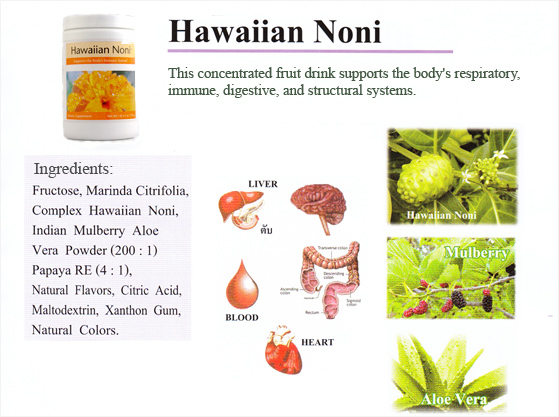 Hawaiian Noni
Hawaiian Noni
This concentrated fruit drink supports the body's respiratory,
immune, digestive, and structural systems.
Ingredients:
Fructose, Marinda Citrifolia,
Complex Hawaiian Noni,
Indian Mulberry Aloe
Vera Powder (200 : 1)
Papaya RE (4 : 1),
Natural Flavors, Citric Acid,
Maltodextrin, Xanthon Gum,
Natural Colors.
LIVER
ตับ
BLOOD
Transverse colon
Descending
colon
Ascending
colon
Sigmoid
colon
Rectum
HEART
Hawaiian Noni
Mulberry
Aloe Vera